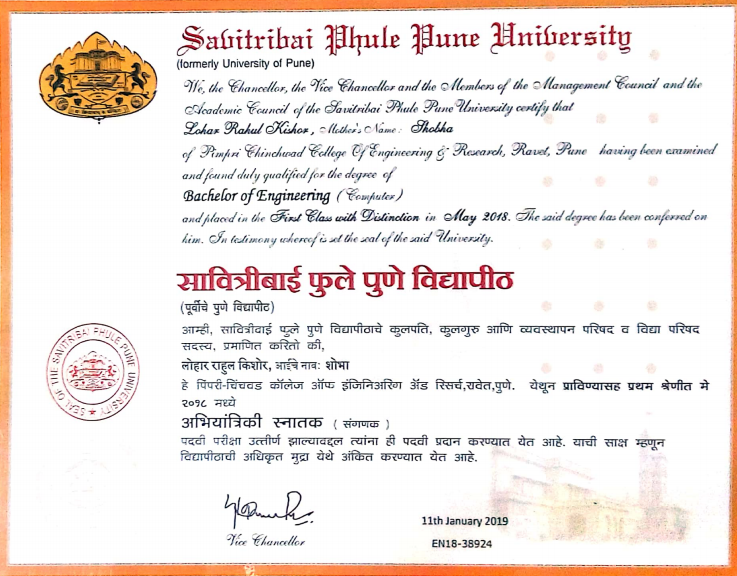 Savitribai Phule Pune University
(formerly University of Pune)
We, the Chancellor, the Vice Chancellor and the Members of the Management Council and the
Academic Council of the Savitribai Phule Pune University certify that
Lohar Rahul Kishor, Mother's Name: Shobha
of Pimpri Chinchwad College Of Engineering & Research, Ravet, Pune having been examined
and found duly qualified for the degree of
Bachelor of Engineering (Computer)
and placed in the First Class with Distinction in May 2018. The said degree has been conferred on
him. In testimony whereof is set the seal of the said University.
सावित्रीबाई फुले पुणे विद्यापीठ
(पूर्वीचे पुणे विद्यापीठ)
आम्ही, सावित्रीबाई फुले पुणे विद्यापीठाचे कुलपति, कुलगुरु आणि व्यवस्थापन परिषद व विद्या परिषद
सदस्य, प्रमाणित करितो की,
लोहार राहुल किशोर, आईचे नावः शोभा
हे पिंपरी-चिंचवड कॉलेज ऑफ इंजिनिअरिंग अँड रिसर्च,रावेत,पुणे. येथून प्राविण्यासह प्रथम श्रेणीत मे
२०१८ मध्ये
अभियांत्रिकी स्नातक ( संगणक )
पदवी परीक्षा उत्तीर्ण झाल्याबद्दल त्यांना ही पदवी प्रदान करण्यात येत आहे. याची साक्ष म्हणून
विद्यापीठाची अधिकृत मुद्रा येथे अंकित करण्यात येत आहे.
SEAL OF THE SAVITRIBAI PHULE PUNE UNIVERSITY
Vice Chancellor
11th January 2019
EN18-38924